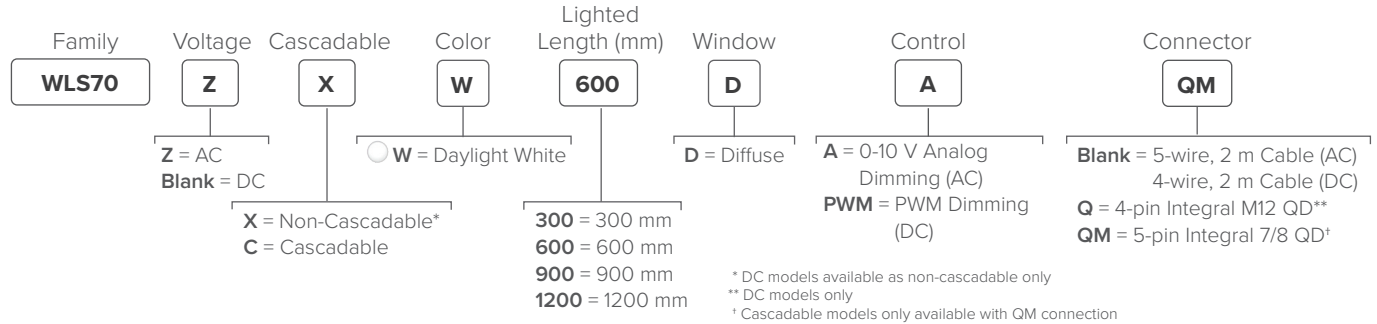 Family
Voltage
Cascadable
Color
Lighted
Length (mm)
Window
Control
Connector
WLS70
Z
X
W
600
D
A
QM
Z = AC
Blank = DC
X = Non-Cascadable*
C = Cascadable
W = Daylight White
300 = 300 mm
600 = 600 mm
900 = 900 mm
1200 = 1200 mm
D = Diffuse
A = 0-10 V Analog
Dimming (AC)
PWM = PWM Dimming
(DC)
Blank = 5-wire, 2 m Cable (AC)
4-wire, 2 m Cable (DC)
Q = 4-pin Integral M12 QD**
QM = 5-pin Integral 7/8 QD†
* DC models available as non-cascadable only
** DC models only
† Cascadable models only available with QM connection